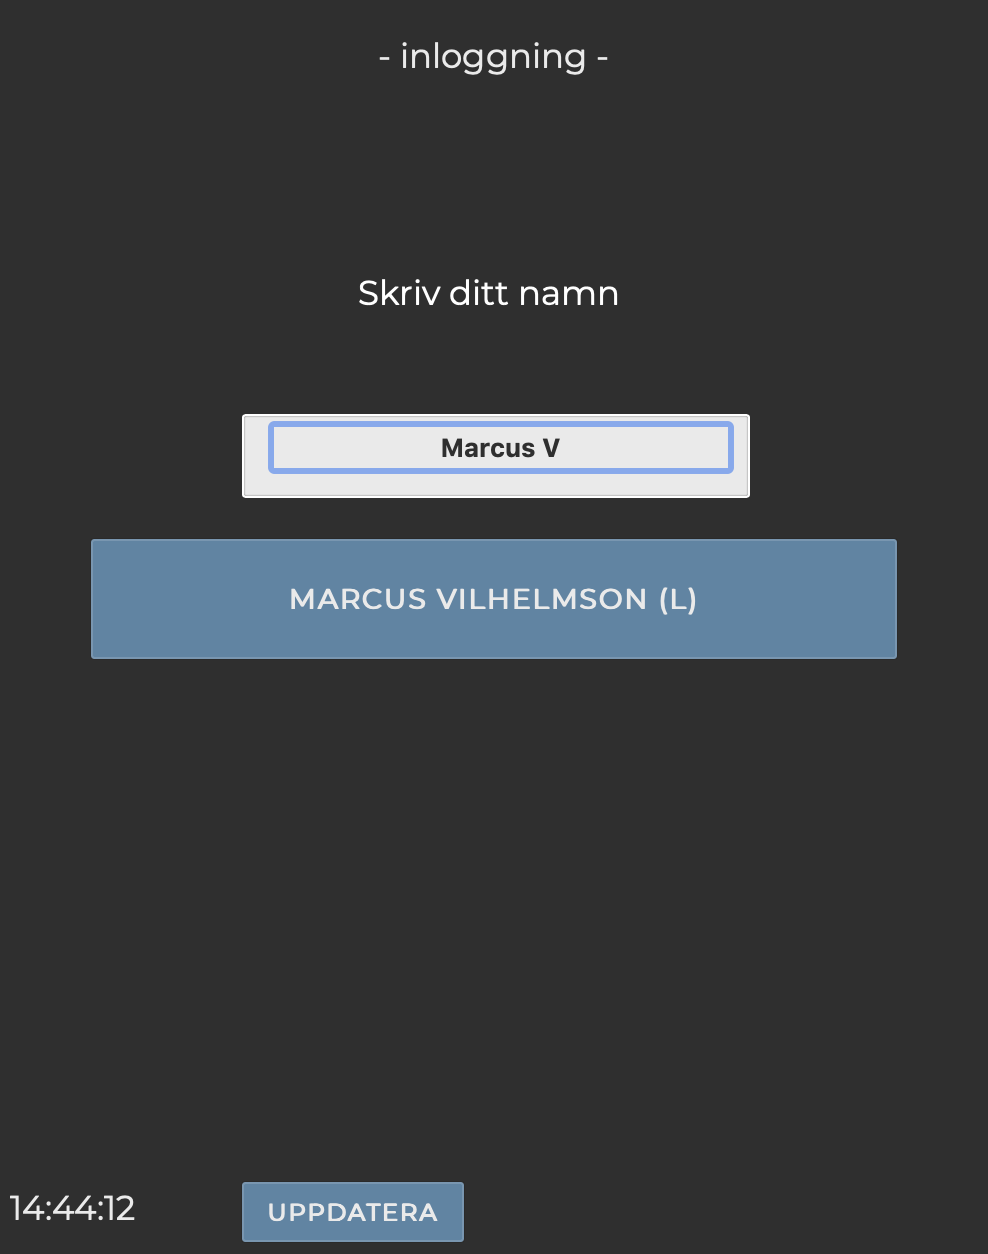 - inloggning -
Skriv ditt namn
Marcus V
MARCUS VILHELMSON (L)
14:44:12
UPPDATERA